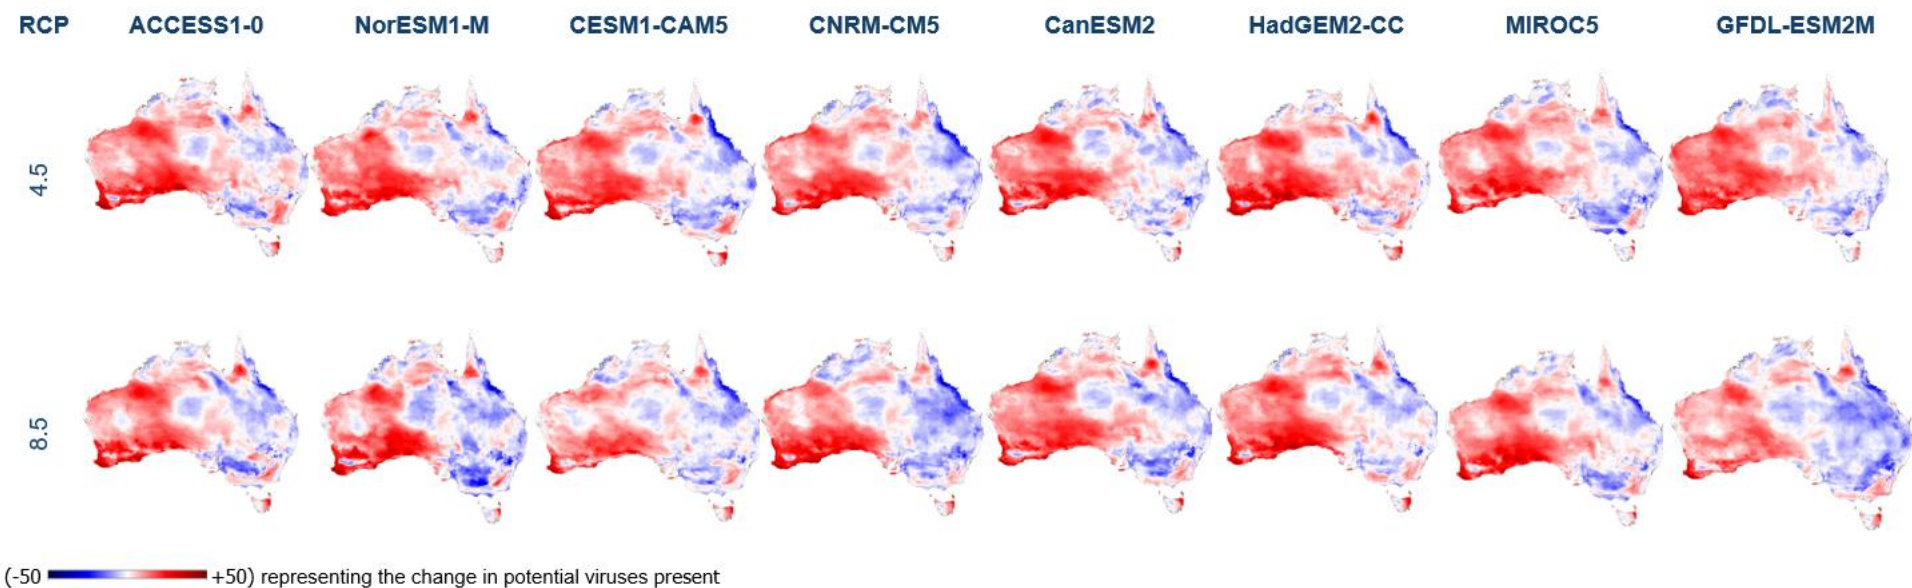 RCP ACCESS1-0 NorESM1-M CESM1-CAM5 CNRM-CM5 CanESM2 HadGEM2-CC MIROC5 GFDL-ESM2M
4.5
8.5
(-50 +50) representing the change in potential viruses present